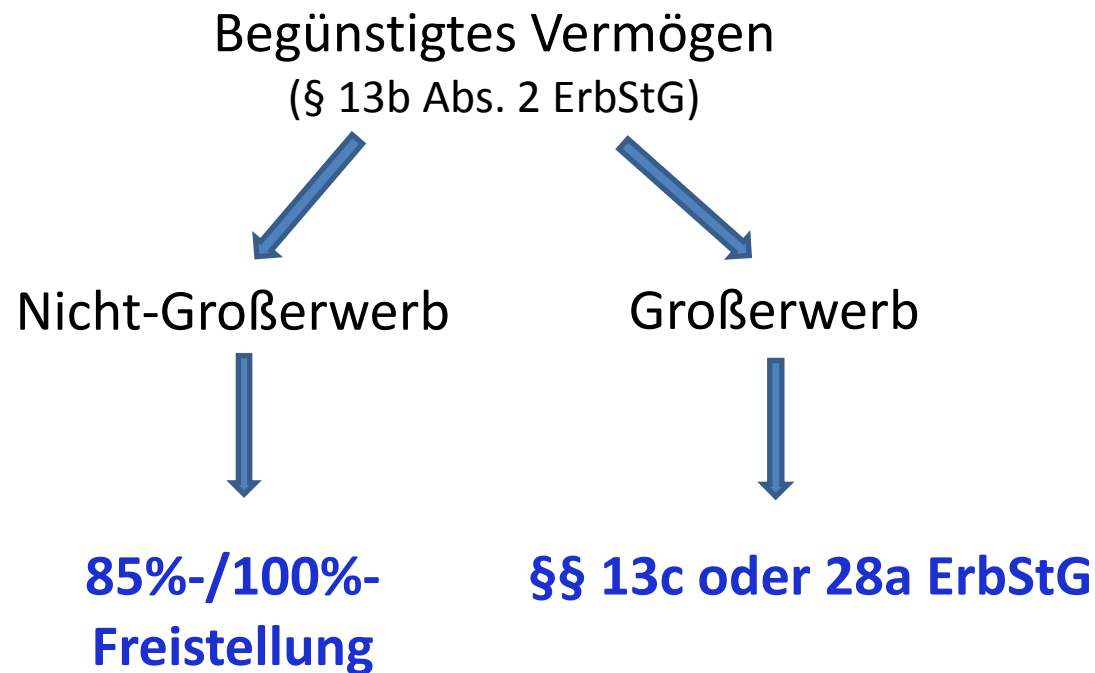 Begünstigtes Vermögen
(§ 13b Abs. 2 ErbStG)
Nicht-Großerwerb
Großerwerb
85%-/100%-
Freistellung
§§ 13c oder 28a ErbStG